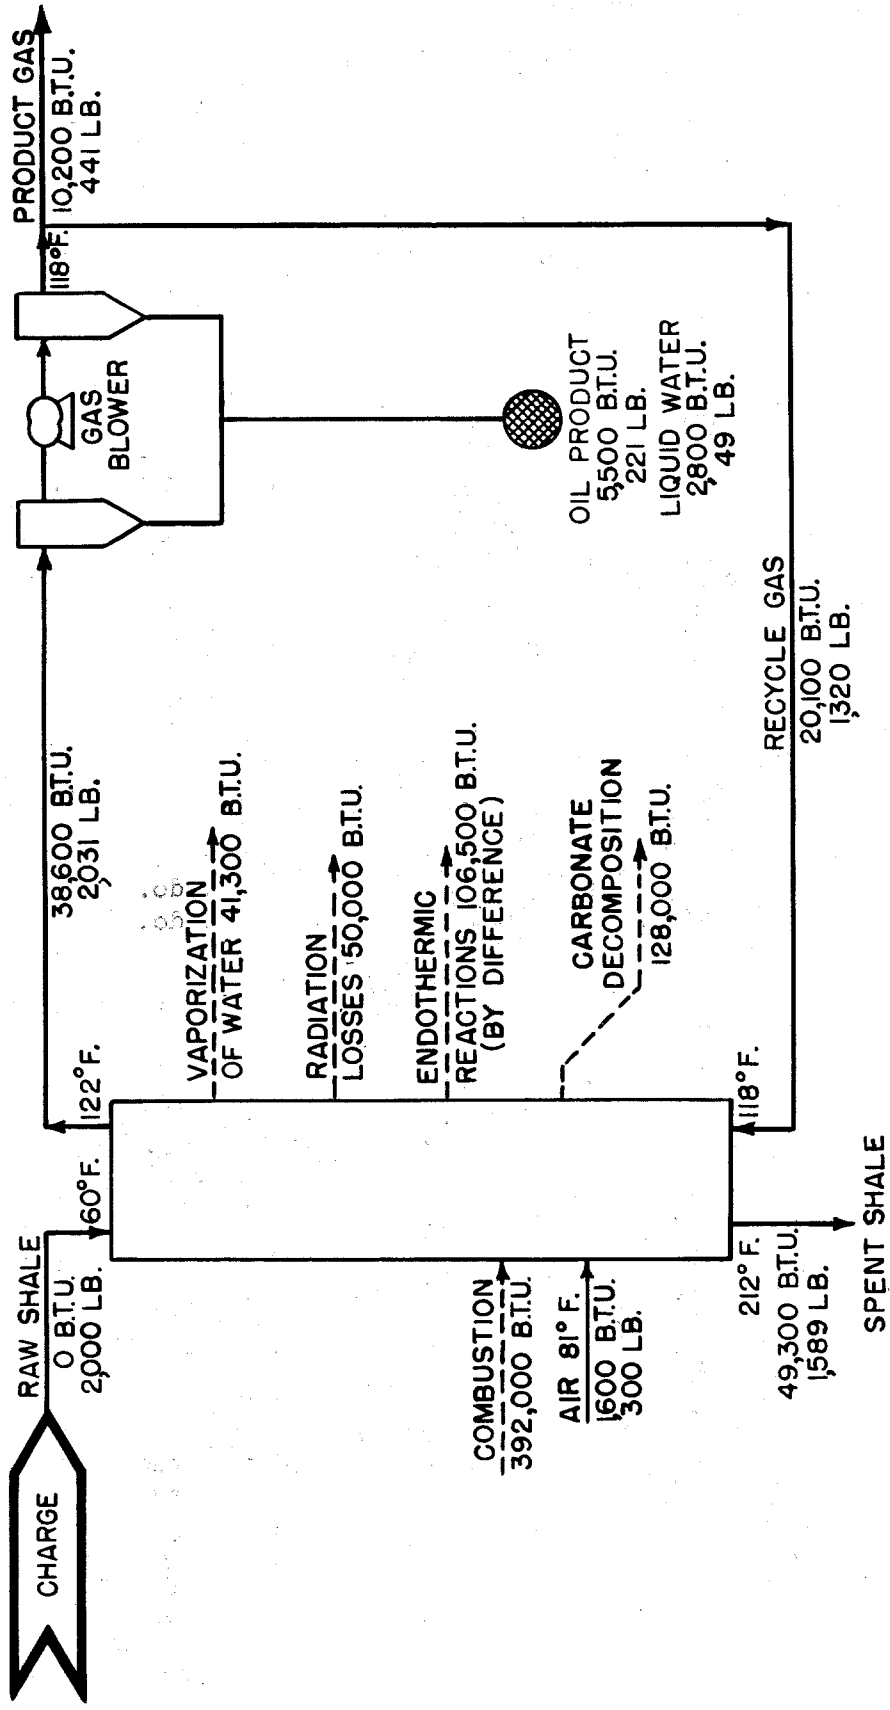 CHARGE
RAW SHALE
0 B.T.U.
2,000 LB.
60°F.
122°F.
38,600 B.T.U.
2,031 LB.
GAS
BLOWER
118°F.
PRODUCT GAS
10,200 B.T.U.
441 LB.
VAPORIZATION
OF WATER 41,300 B.T.U.
RADIATION
LOSSES 50,000 B.T.U.
ENDOTHERMIC
REACTIONS 106,500 B.T.U.
(BY DIFFERENCE)
CARBONATE
DECOMPOSITION
128,000 B.T.U.
OIL PRODUCT
5,500 B.T.U.
221 LB.
LIQUID WATER
2,800 B.T.U.
49 LB.
COMBUSTION
392,000 B.T.U.
AIR 81°F.
1,600 B.T.U.
300 LB.
212°F.
49,300 B.T.U.
1,589 LB.
SPENT SHALE
118°F.
RECYCLE GAS
20,100 B.T.U.
1,320 LB.